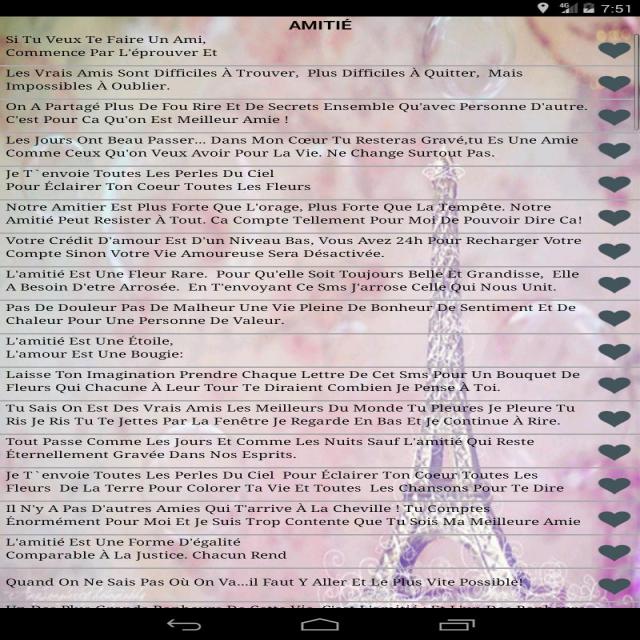 4G 7:51
AMITIÉ
Si Tu Veux Te Faire Un Ami,
Commence Par L'éprouver Et
Les Vrais Amis Sont Difficiles À Trouver, Plus Difficiles À Quitter, Mais
Impossibles À Oublier.
On A Partagé Plus De Fou Rire Et De Secrets Ensemble Qu'avec Personne D'autre.
C'est Pour Ca Qu'on Est Meilleur Amie !
Les Jours Ont Beau Passer... Dans Mon Cœur Tu Resteras Gravé,tu Es Une Amie
Comme Ceux Qu'on Veux Avoir Pour La Vie. Ne Change Surtout Pas.
Je T`envoie Toutes Les Perles Du Ciel
Pour Éclairer Ton Coeur Toutes Les Fleurs
Notre Amitier Est Plus Forte Que L'orage, Plus Forte Que La Tempête. Notre
Amitié Peut Resister À Tout. Ca Compte Tellement Pour Moi De Pouvoir Dire Ca!
Votre Crédit D'amour Est D'un Niveau Bas, Vous Avez 24h Pour Recharger Votre
Compte Sinon Votre Vie Amoureuse Sera Désactivée.
L'amitié Est Une Fleur Rare. Pour Qu'elle Soit Toujours Belle Et Grandisse, Elle
A Besoin D'etre Arrosée. En T'envoyant Ce Sms J'arrose Celle Qui Nous Unit.
Pas De Douleur Pas De Malheur Une Vie Pleine De Bonheur De Sentiment Et De
Chaleur Pour Une Personne De Valeur.
L'amitié Est Une Étoile,
L'amour Est Une Bougie:
Laisse Ton Imagination Prendre Chaque Lettre De Cet Sms Pour Un Bouquet De
Fleurs Qui Chacune À Leur Tour Te Diraient Combien Je Pense À Toi.
Tu Sais On Est Des Vrais Amis Les Meilleurs Du Monde Tu Pleures Je Pleure Tu
Ris Je Ris Tu Te Jettes Par La Fenêtre Je Regarde En Bas Et Je Continue À Rire.
Tout Passe Comme Les Jours Et Comme Les Nuits Sauf L'amitié Qui Reste
Éternellement Gravée Dans Nos Esprits.
Je T`envoie Toutes Les Perles Du Ciel Pour Éclairer Ton Coeur Toutes Les
Fleurs De La Terre Pour Colorer Ta Vie Et Toutes Les Chansons Pour Te Dire
Il N'y A Pas D'autres Amies Qui T'arrive À La Cheville ! Tu Comptes
Énormément Pour Moi Et Je Suis Trop Contente Que Tu Sois Ma Meilleure Amie
L'amitié Est Une Forme D'égalité
Comparable À La Justice. Chacun Rend
Quand On Ne Sais Pas Où On Va...il Faut Y Aller Et Le Plus Vite Possible!